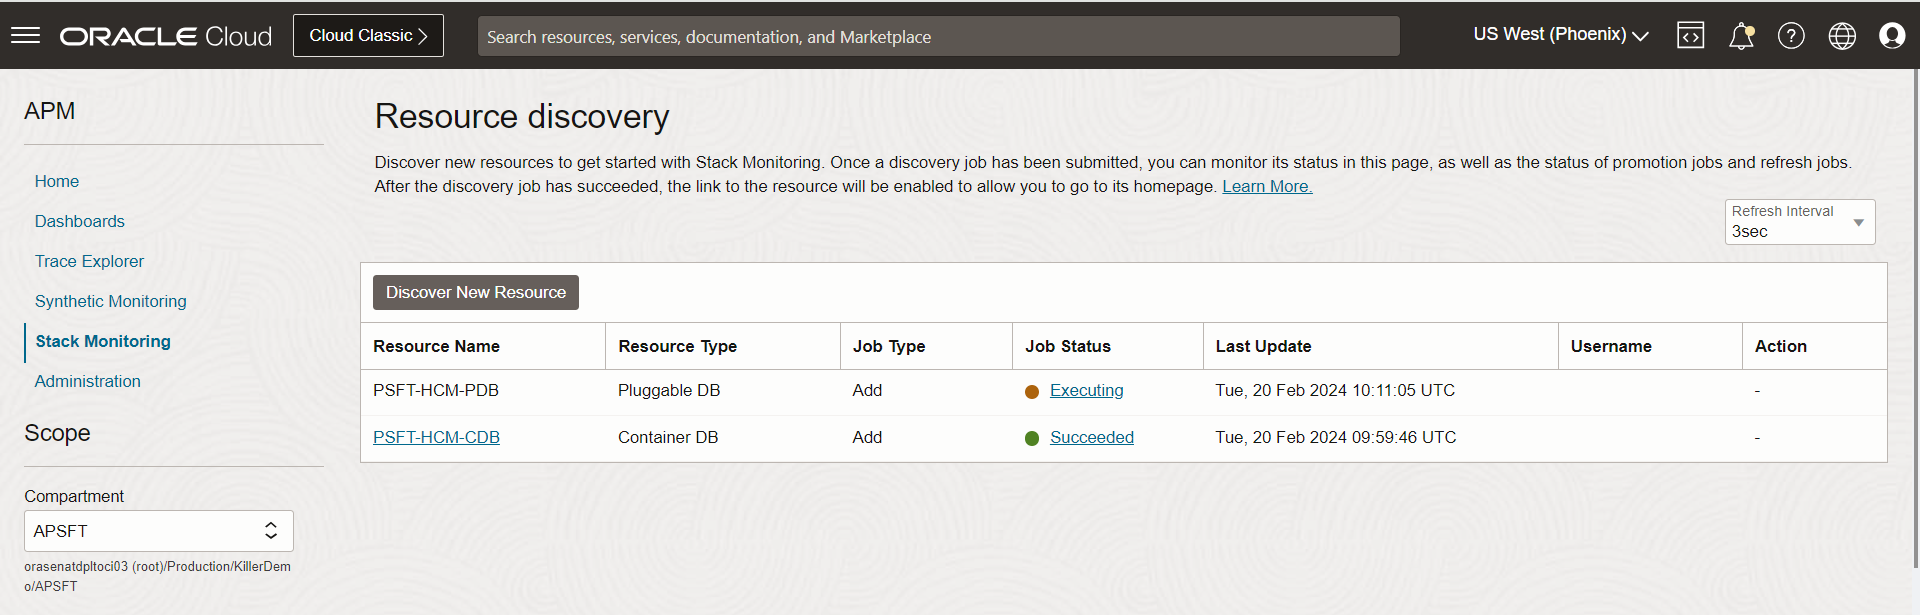 ORACLE Cloud
Cloud Classic
Search resources, services, documentation, and Marketplace
US West (Phoenix)
APM
Home
Dashboards
Trace Explorer
Synthetic Monitoring
Stack Monitoring
Administration
Scope
Compartment
APSFT
orasenatdpltoci03 (root)/Production/KillerDem
o/APSFT
Resource discovery
Discover new resources to get started with Stack Monitoring. Once a discovery job has been submitted, you can monitor its status in this page, as well as the status of promotion jobs and refresh jobs.
After the discovery job has succeeded, the link to the resource will be enabled to allow you to go to its homepage. Learn More.
Refresh Interval
3sec
Discover New Resource
Resource Name Resource Type Job Type Job Status Last Update Username Action
PSFT-HCM-PDB Pluggable DB Add Executing Tue, 20 Feb 2024 10:11:05 UTC -
PSFT-HCM-CDB Container DB Add Succeeded Tue, 20 Feb 2024 09:59:46 UTC -